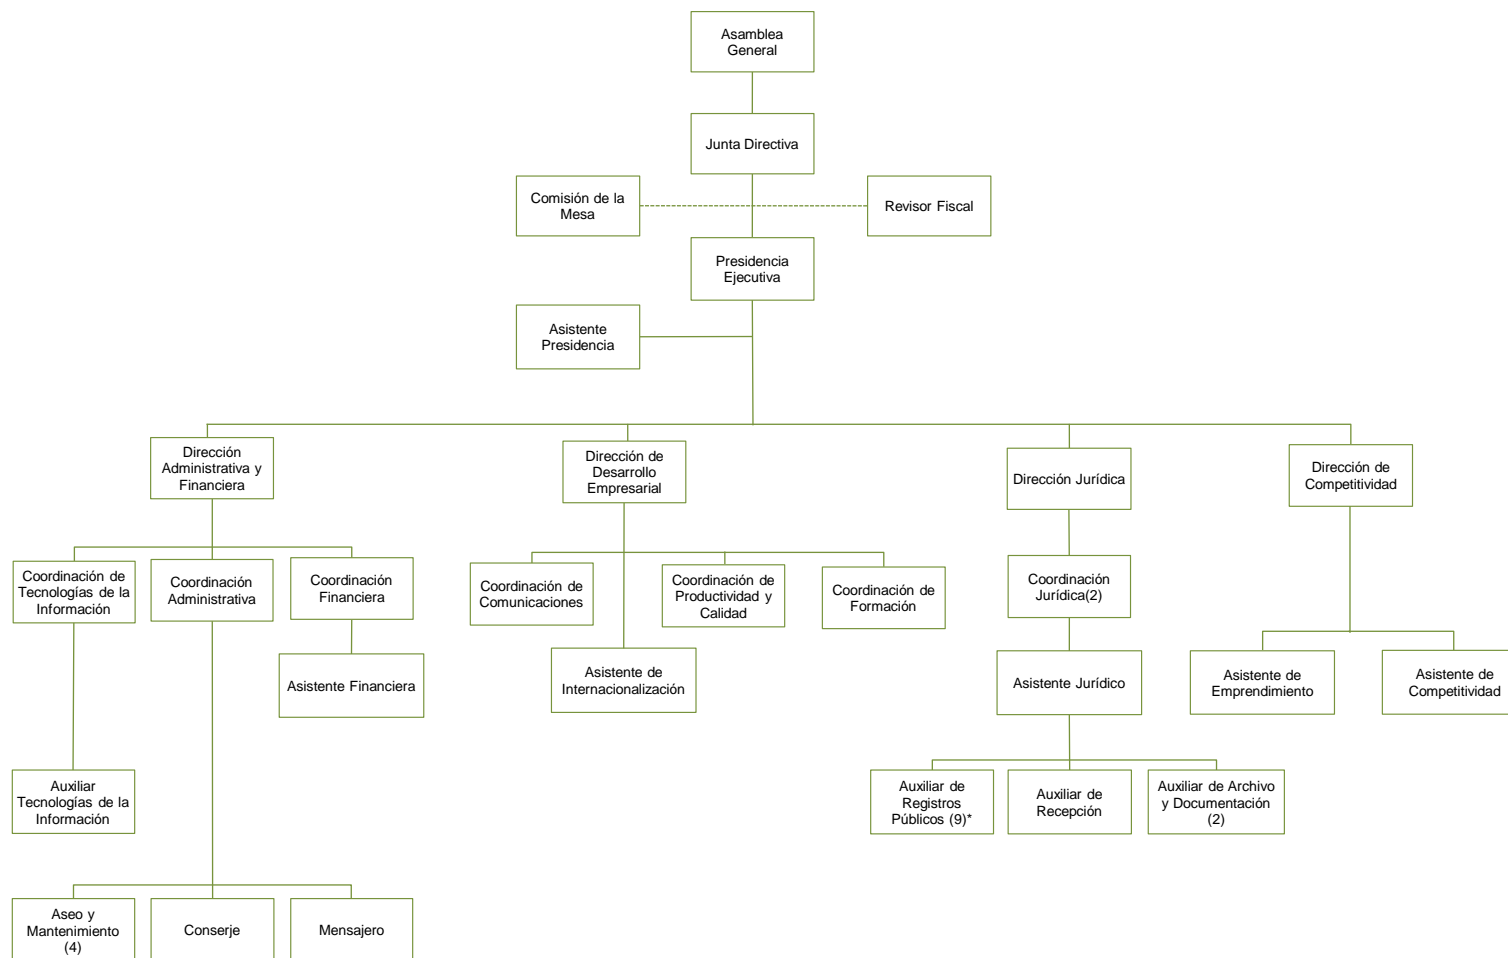 Asamblea
General
Junta Directiva
Comisión de la
Mesa
Revisor Fiscal
Presidencia
Ejecutiva
Asistente
Presidencia
Dirección
Administrativa y
Financiera
Dirección de
Desarrollo
Empresarial
Dirección Jurídica
Dirección de
Competitividad
Coordinación de
Tecnologías de la
Información
Coordinación
Administrativa
Coordinación
Financiera
Coordinación de
Comunicaciones
Coordinación de
Productividad y
Calidad
Coordinación de
Formación
Coordinación
Jurídica(2)
Asistente Financiera
Asistente de
Internacionalización
Asistente Jurídico
Asistente de
Emprendimiento
Asistente de
Competitividad
Auxiliar
Tecnologías de la
Información
Auxiliar de
Registros
Públicos (9)*
Auxiliar de
Recepción
Auxiliar de Archivo
y Documentación
(2)
Aseo y
Mantenimiento
(4)
Conserje
Mensajero